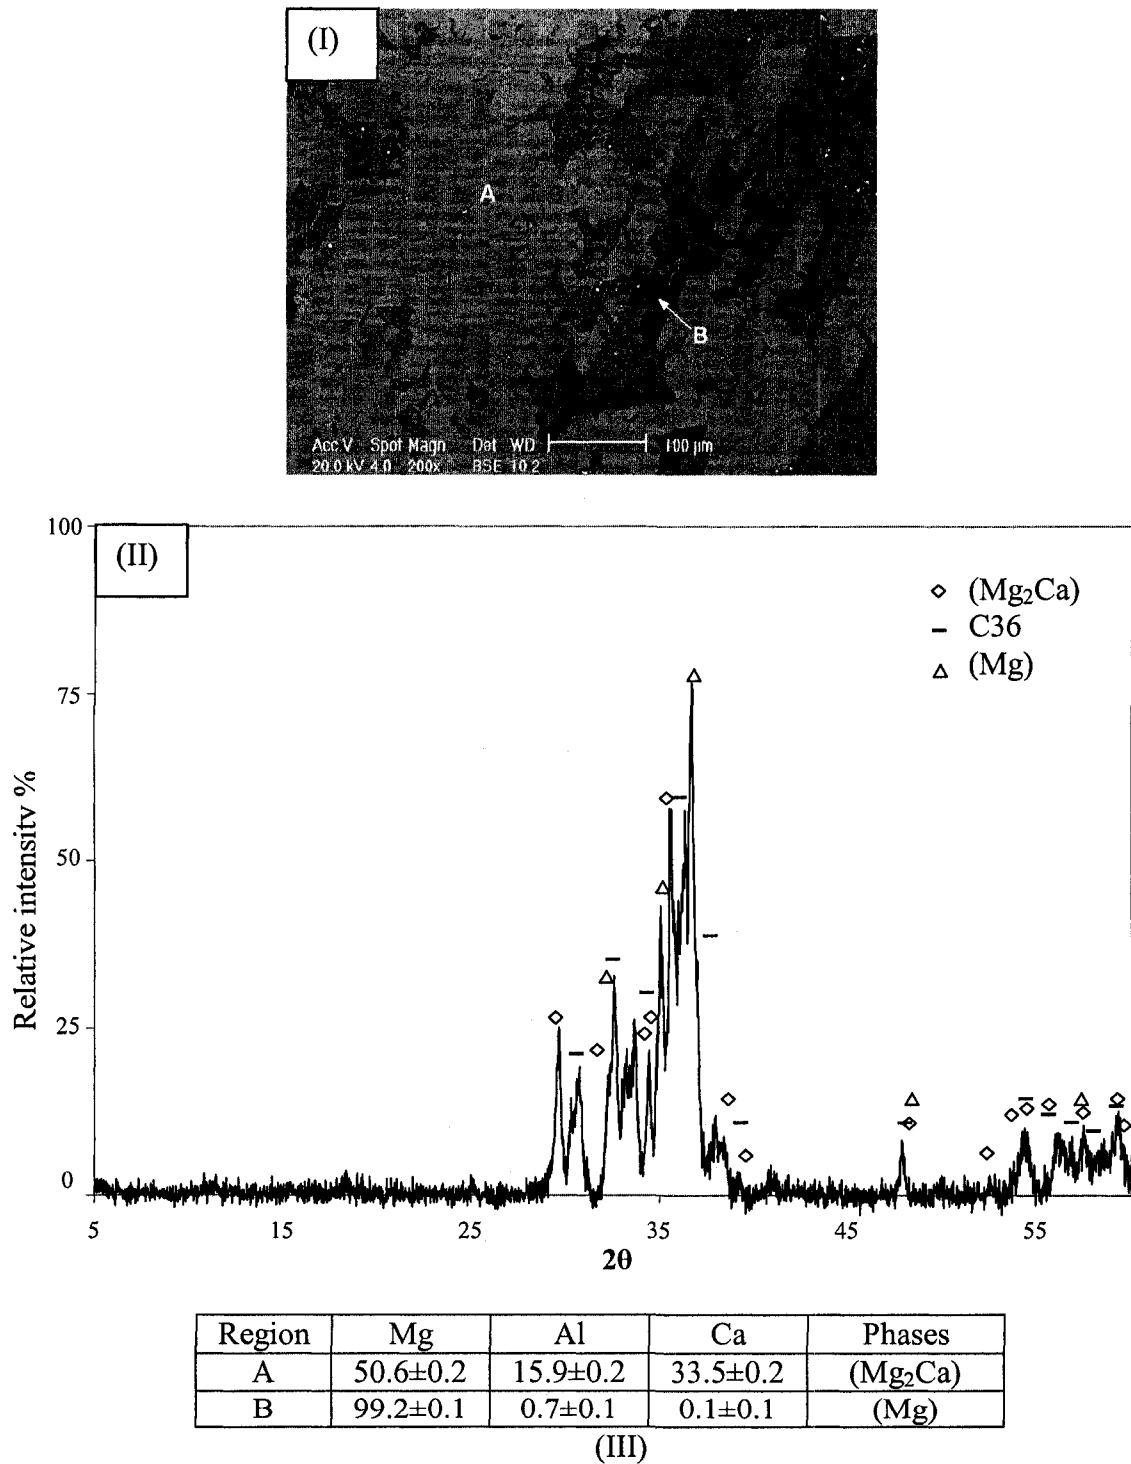 (I)
A
B
Acc.V Spot Magn Det WD 100 µm
20.0 kV 4.0 200x BSE 10.2
100
(II)
(Mg₂Ca)
C36
(Mg)
75
50
25
0
Relative intensity %
5 15 25 35 45 55
2θ
Region Mg Al Ca Phases
A 50.6±0.2 15.9±0.2 33.5±0.2 (Mg₂Ca)
B 99.2±0.1 0.7±0.1 0.1±0.1 (Mg)
(III)